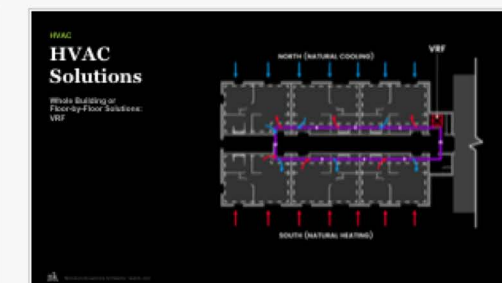 HVAC
HVAC
Solutions
Whole Building or
Floor-by-Floor Solutions:
VRF
NORTH (NATURAL COOLING)
VRF
SOUTH (NATURAL HEATING)